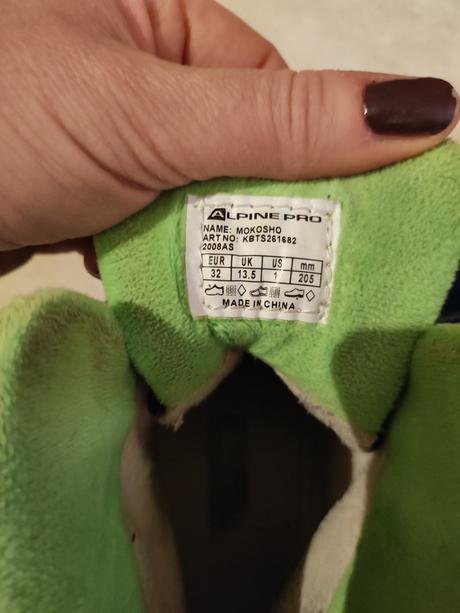 ALPINE PRO
NAME: MOKOSHO
ART NO: KBTS261682
2008AS
EUR UK US mm
32 13.5 1 205
MADE IN CHINA